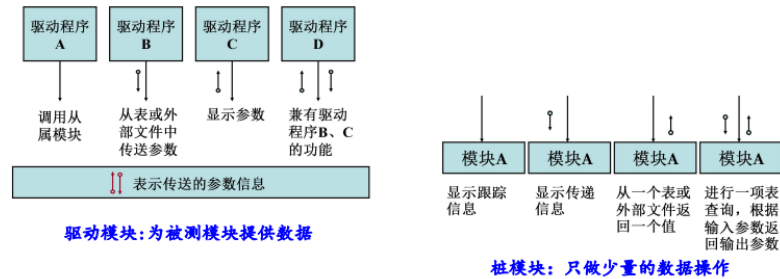 驱动程序
A
驱动程序
B
驱动程序
C
驱动程序
D
调用从
属模块
从表或外
部文件中
传送参数
显示参数
兼有驱动
程序B、C
的功能
表示传送的参数信息
驱动模块:为被测模块提供数据
模块A
模块A
模块A
模块A
显示跟踪
信息
显示传递
信息
从一个表或
外部文件返
回一个值
进行一项表
查询，根据
输入参数返
回输出参数
桩模块：只做少量的数据操作